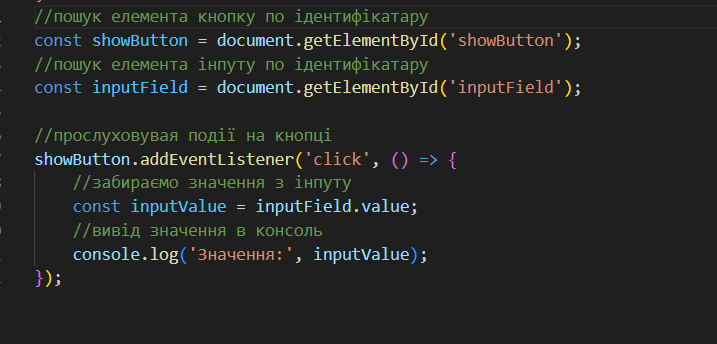 //пошук елемента кнопку по ідентифікатару
const showButton = document.getElementById('showButton');
//пошук елемента інпуту по ідентифікатару
const inputField = document.getElementById('inputField');
//прослуховувая події на кнопці
showButton.addEventListener('click', () => {
//забираємо значення з інпуту
const inputValue = inputField.value;
//вивід значення в консоль
console.log('Значення:', inputValue);
});